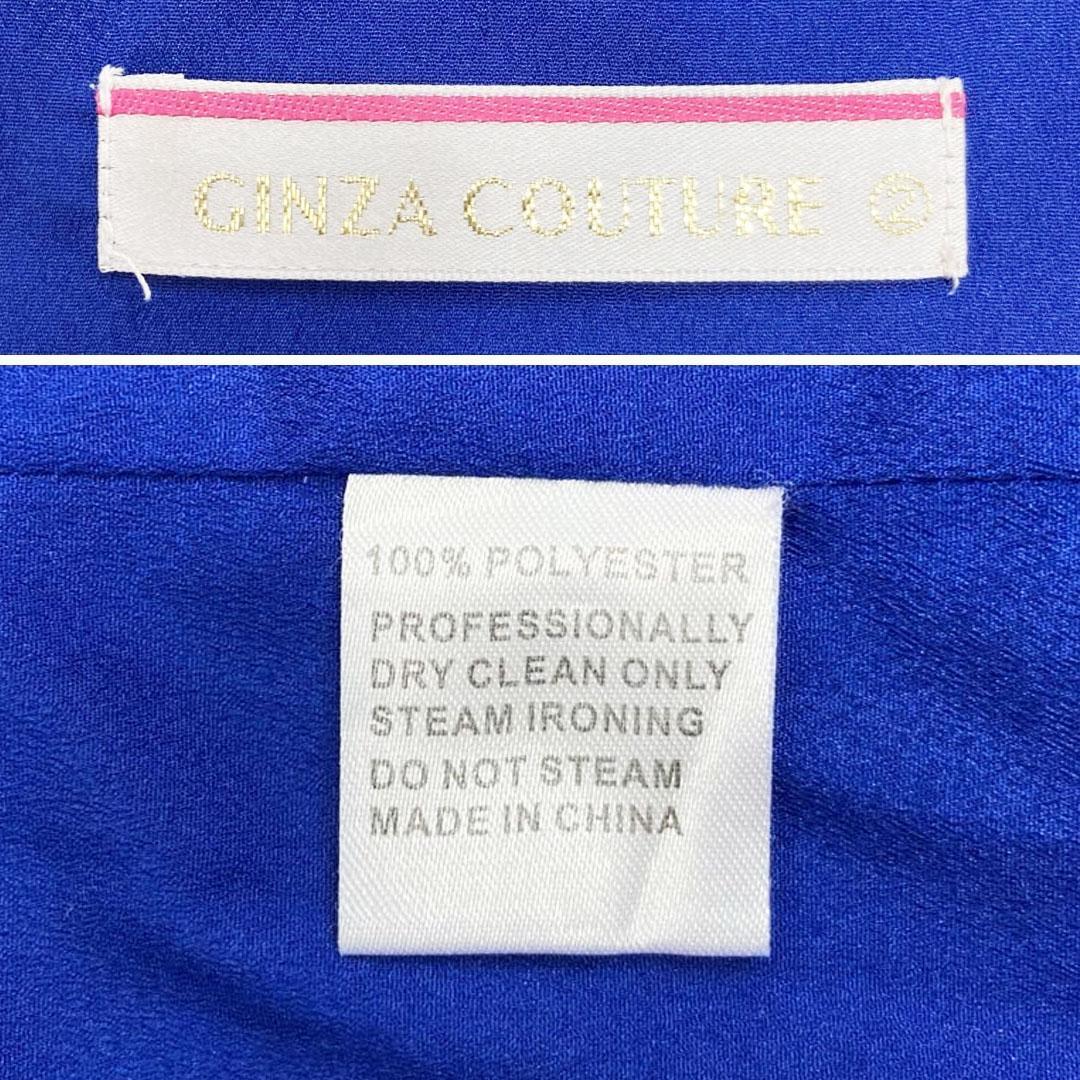 GINZA COUTURE ②
100% POLYESTER
PROFESSIONALLY
DRY CLEAN ONLY
STEAM IRONING
DO NOT STEAM
MADE IN CHINA